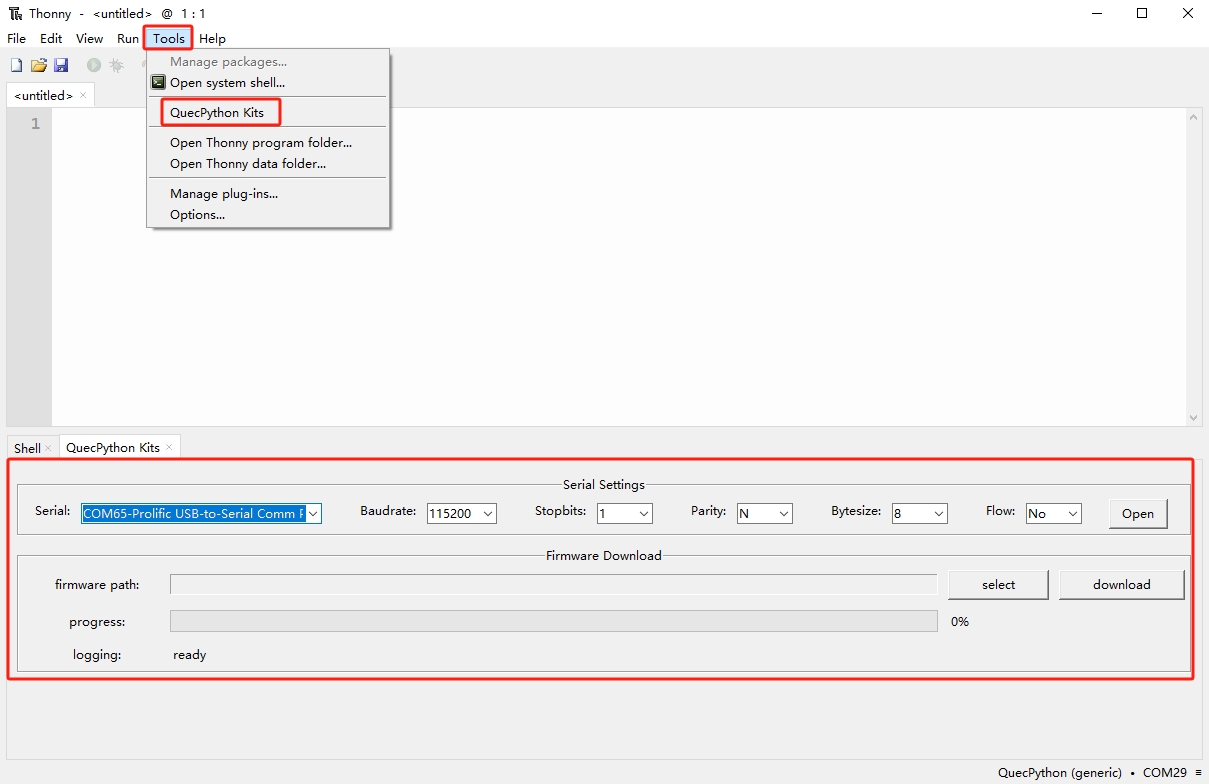 Thonny - <untitled> @ 1 : 1
File Edit View Run Tools Help
Manage packages...
Open system shell...
<untitled> ×
QuecPython Kits
1
Open Thonny program folder...
Open Thonny data folder...
Manage plug-ins...
Options...
Shell × QuecPython Kits ×
Serial Settings
Serial: COM65-Prolific USB-to-Serial Comm P Baudrate: 115200 Stopbits: 1 Parity: N Bytesize: 8 Flow: No Open
Firmware Download
firmware path: select download
progress: 0%
logging: ready
QuecPython (generic) • COM29 ≡